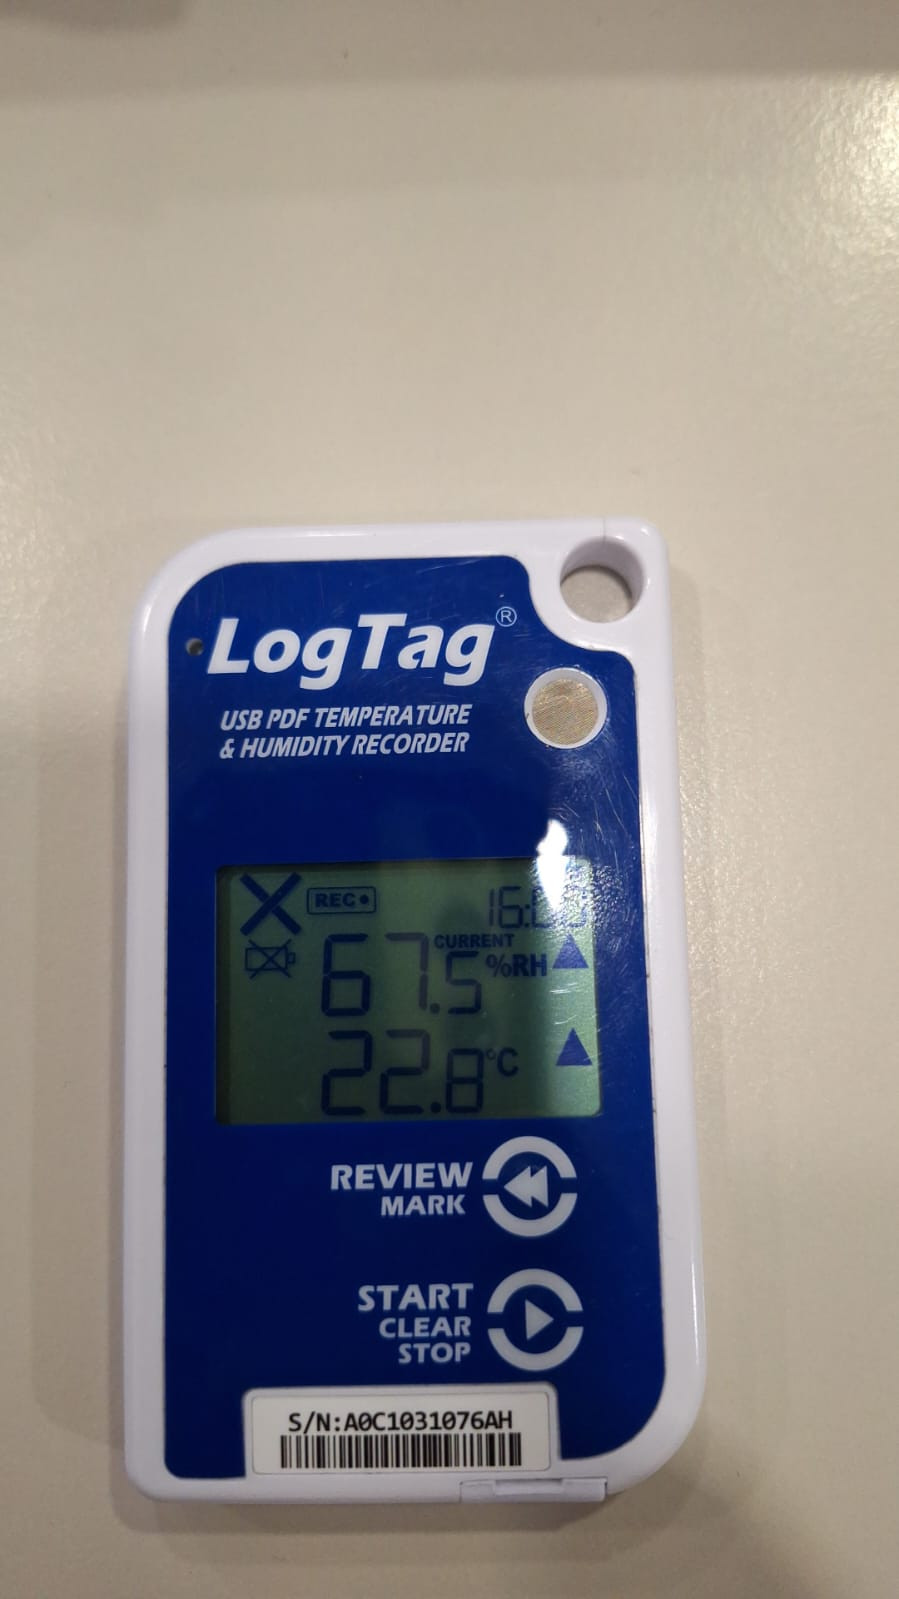 LogTag®
USB PDF TEMPERATURE
& HUMIDITY RECORDER
REC
CURRENT
67.5 %RH
22.8 °C
REVIEW
MARK
START
CLEAR
STOP
S/N:A0C1031076AH